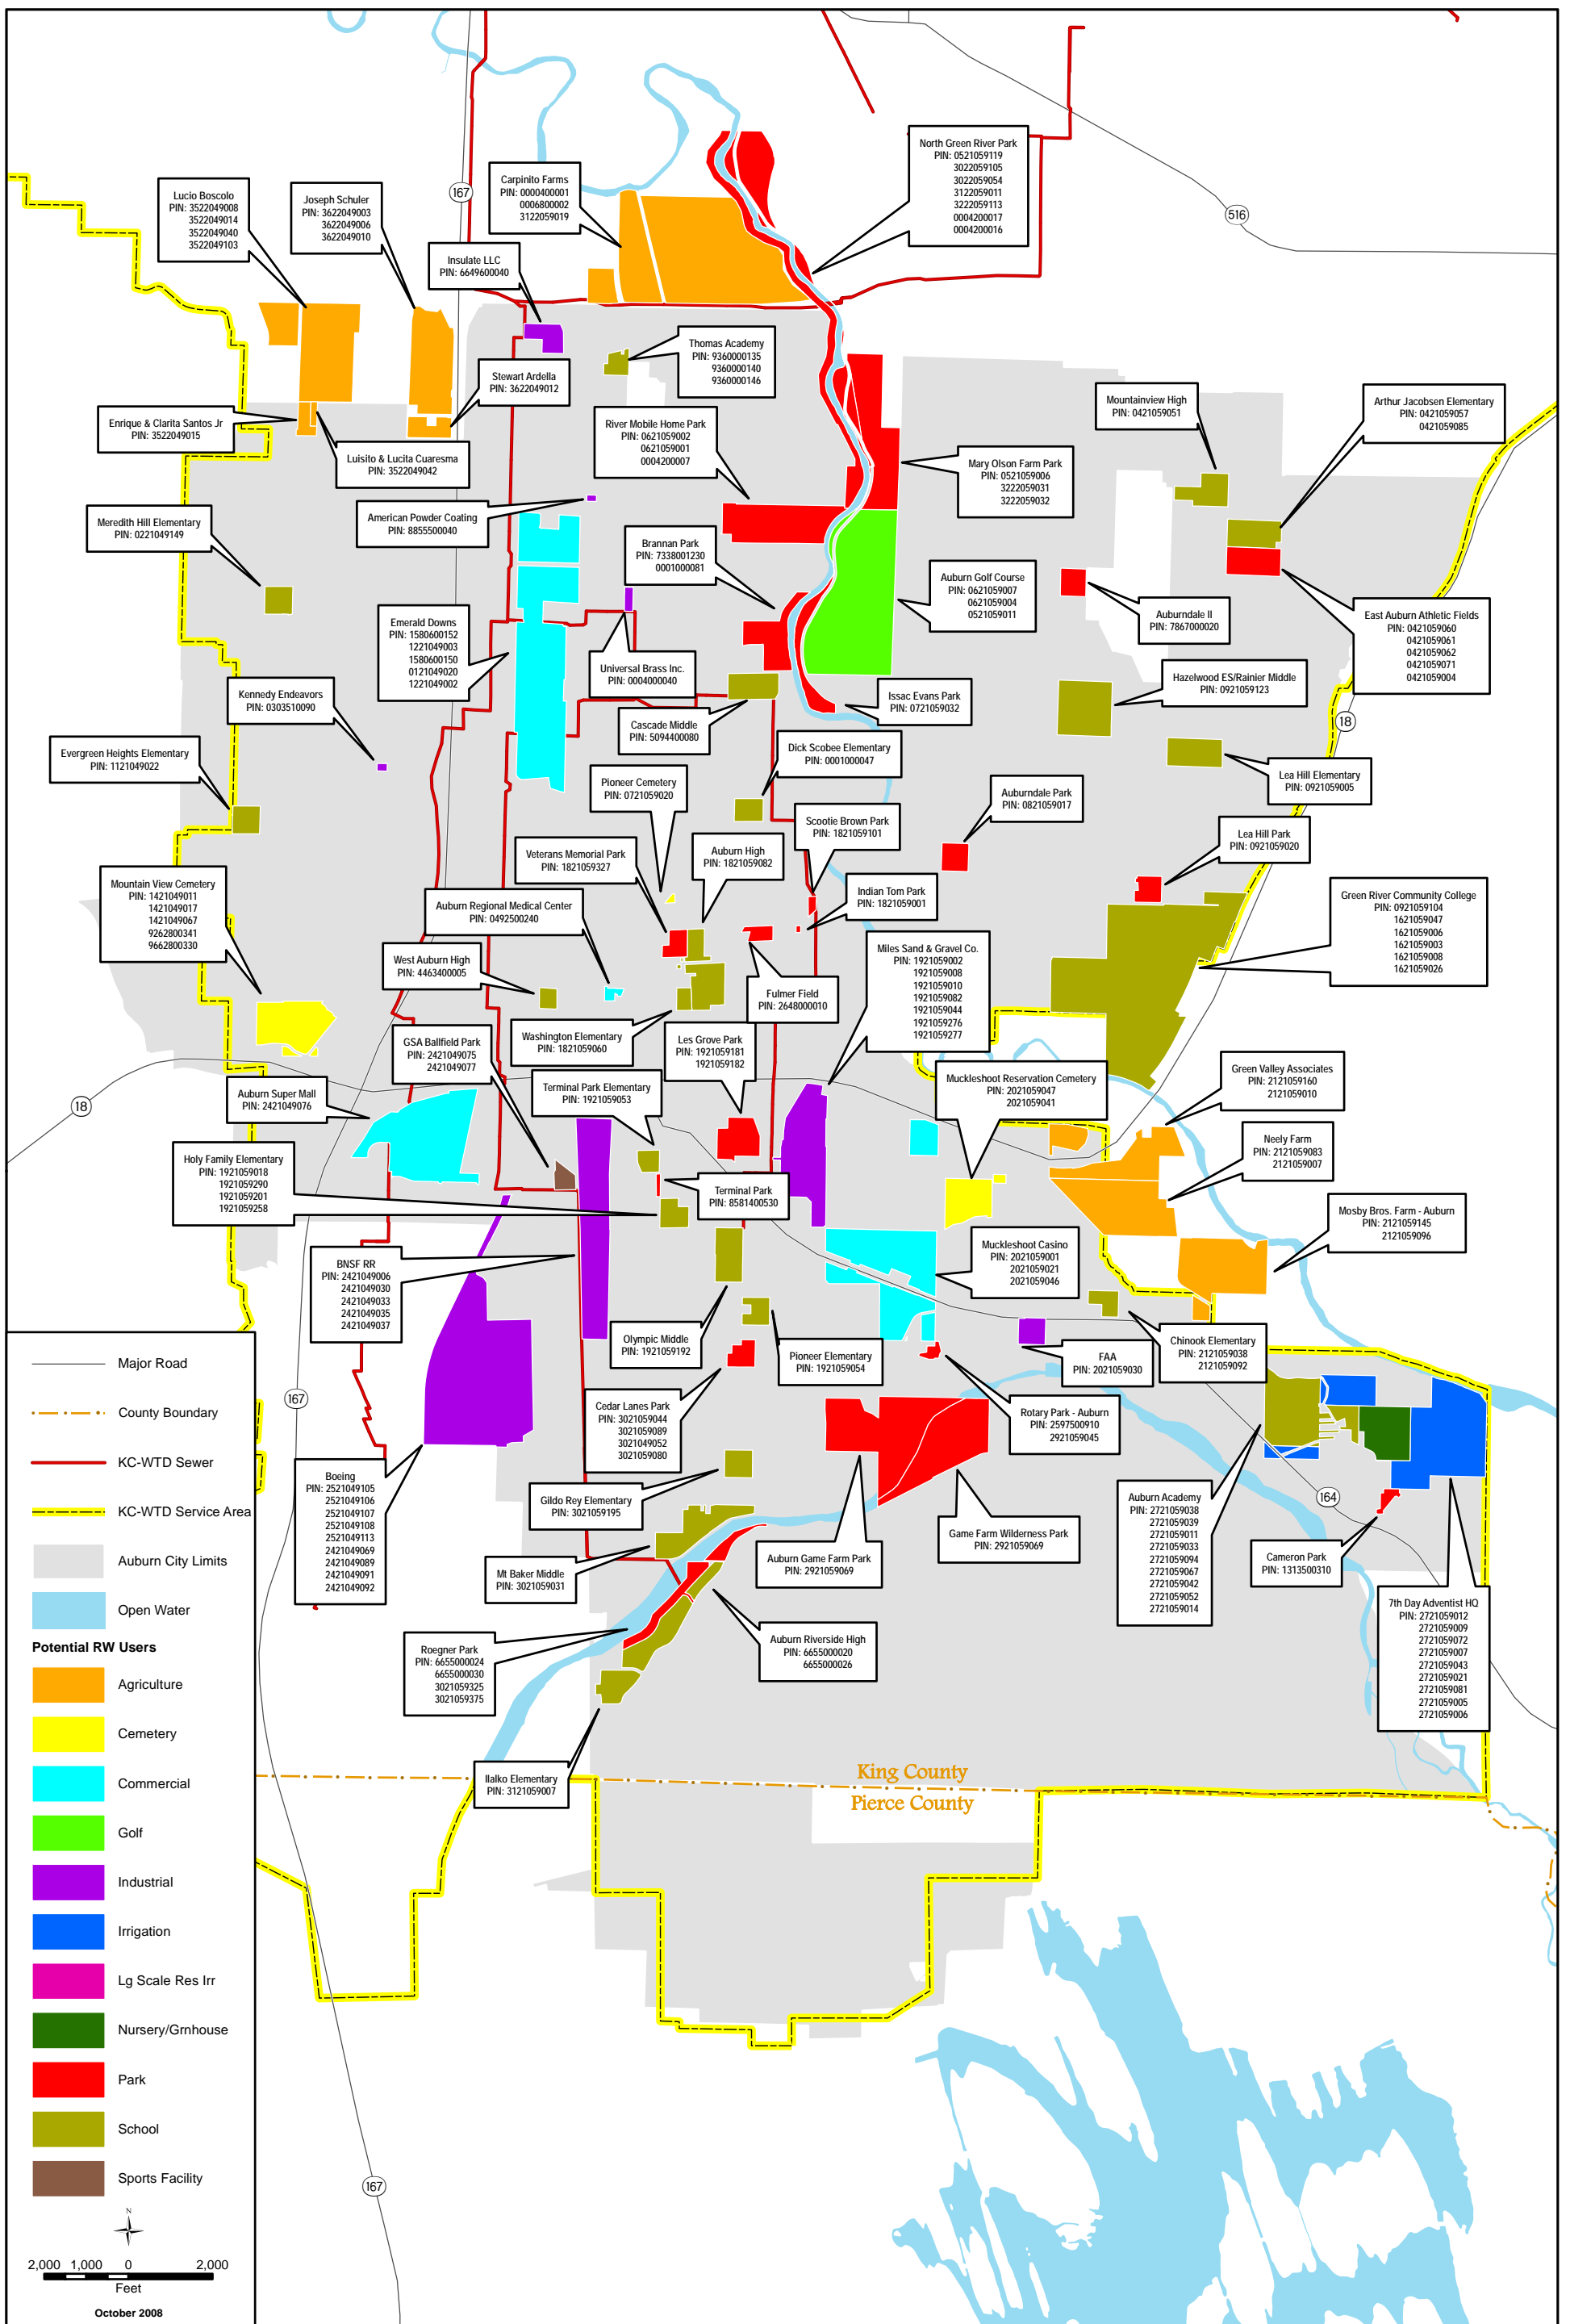 North Green River Park
PIN: 0521059119
3022059105
3022059054
3122059011
3222059113
0004200017
0004200016
Carpinito Farms
PIN: 0000400001
0006800002
3122059019
167
Lucio Boscolo
PIN: 3522049008
3522049014
3522049040
3522049103
Joseph Schuler
PIN: 3622049003
3622049006
3622049010
516
Insulate LLC
PIN: 6649600040
Thomas Academy
PIN: 9360000135
9360000140
9360000146
Stewart Ardella
PIN: 3622049012
Mountainview High
PIN: 0421059051
Arthur Jacobsen Elementary
PIN: 0421059057
0421059085
Enrique & Clarita Santos Jr
PIN: 3522049015
River Mobile Home Park
PIN: 0621059002
0621059001
0004200007
Luisito & Lucita Cuaresma
PIN: 3522049042
Mary Olson Farm Park
PIN: 0521059006
3222059031
3222059032
American Powder Coating
PIN: 8855500040
Meredith Hill Elementary
PIN: 0221049149
Brannan Park
PIN: 7338001230
0001000081
Auburn Golf Course
PIN: 0621059007
0621059004
0521059011
Auburndale II
PIN: 7867000020
East Auburn Athletic Fields
PIN: 0421059060
0421059061
0421059062
0421059071
0421059004
Emerald Downs
PIN: 1580600152
1221049003
1580600150
0121049020
1221049002
Universal Brass Inc.
PIN: 0004000040
Hazelwood ES/Rainier Middle
PIN: 0921059123
Kennedy Endeavors
PIN: 0303510090
Issac Evans Park
PIN: 0721059032
Cascade Middle
PIN: 5094400080
18
Evergreen Heights Elementary
PIN: 1121049022
Dick Scobee Elementary
PIN: 0001000047
Lea Hill Elementary
PIN: 0921059005
Pioneer Cemetery
PIN: 0721059020
Auburndale Park
PIN: 0821059017
Scootie Brown Park
PIN: 1821059101
Lea Hill Park
PIN: 0921059020
Veterans Memorial Park
PIN: 1821059327
Auburn High
PIN: 1821059082
Mountain View Cemetery
PIN: 1421049011
1421049017
1421049067
9262800341
9662800330
Indian Tom Park
PIN: 1821059001
Green River Community College
PIN: 0921059104
1621059047
1621059006
1621059003
1621059008
1621059026
Auburn Regional Medical Center
PIN: 0492500240
Miles Sand & Gravel Co.
PIN: 1921059002
1921059008
1921059010
1921059082
1921059044
1921059276
1921059277
West Auburn High
PIN: 4463400005
Fulmer Field
PIN: 2648000010
Washington Elementary
PIN: 1821059060
GSA Ballfield Park
PIN: 2421049075
2421049077
Les Grove Park
PIN: 1921059181
1921059182
Muckleshoot Reservation Cemetery
PIN: 2021059047
2021059041
Green Valley Associates
PIN: 2121059160
2121059010
Auburn Super Mall
PIN: 2421049076
Terminal Park Elementary
PIN: 1921059053
18
Neely Farm
PIN: 2121059083
2121059007
Holy Family Elementary
PIN: 1921059018
1921059290
1921059201
1921059258
Terminal Park
PIN: 8581400530
Mosby Bros. Farm - Auburn
PIN: 2121059145
2121059096
Muckleshoot Casino
PIN: 2021059001
2021059021
2021059046
BNSF RR
PIN: 2421049006
2421049030
2421049033
2421049035
2421049037
Olympic Middle
PIN: 1921059192
Pioneer Elementary
PIN: 1921059054
FAA
PIN: 2021059030
Chinook Elementary
PIN: 2121059038
2121059092
167
Cedar Lanes Park
PIN: 3021059044
3021059089
3021049052
3021059080
Rotary Park - Auburn
PIN: 2597500910
2921059045
Boeing
PIN: 2521049105
2521049106
2521049107
2521049108
2521049113
2421049069
2421049089
2421049091
2421049092
Gildo Rey Elementary
PIN: 3021059195
Game Farm Wilderness Park
PIN: 2921059069
Auburn Academy
PIN: 2721059038
2721059039
2721059011
2721059033
2721059094
2721059067
2721059042
2721059052
2721059014
164
Mt Baker Middle
PIN: 3021059031
Auburn Game Farm Park
PIN: 2921059069
Cameron Park
PIN: 1313500310
7th Day Adventist HQ
PIN: 2721059012
2721059009
2721059072
2721059007
2721059043
2721059021
2721059081
2721059005
2721059006
Roegner Park
PIN: 6655000024
6655000030
3021059325
3021059375
Auburn Riverside High
PIN: 6655000020
6655000026
Ilalko Elementary
PIN: 3121059007
King County
Pierce County
167
Major Road
County Boundary
KC-WTD Sewer
KC-WTD Service Area
Auburn City Limits
Open Water
Potential RW Users
Agriculture
Cemetery
Commercial
Golf
Industrial
Irrigation
Lg Scale Res Irr
Nursery/Grnhouse
Park
School
Sports Facility
N
2,000 1,000 0 2,000
Feet
October 2008